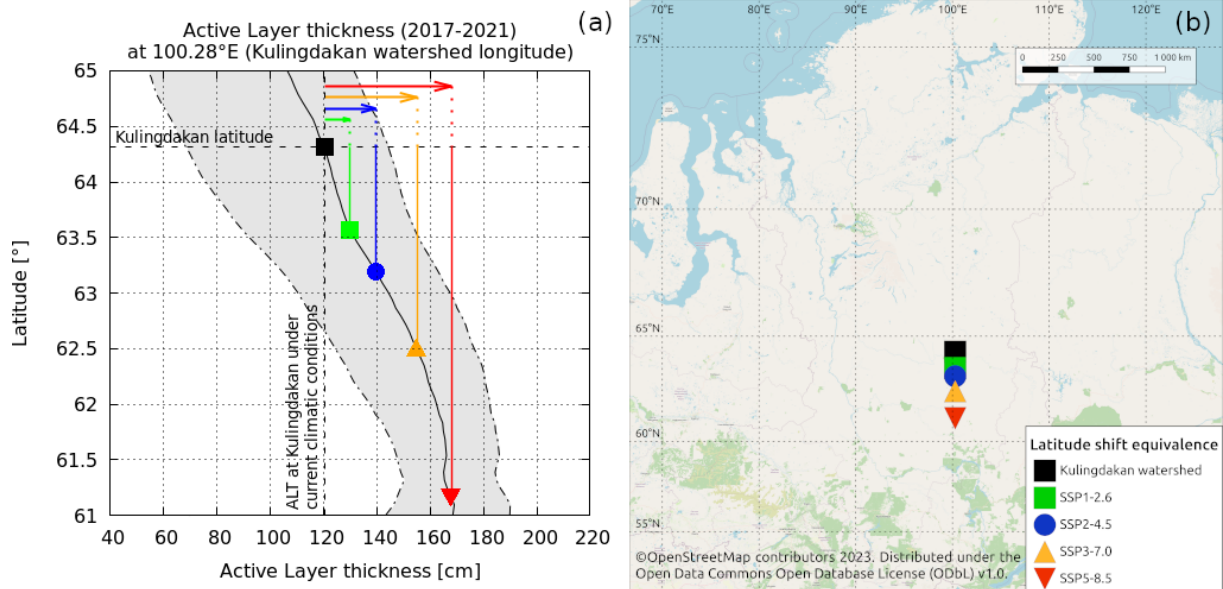 Active Layer thickness (2017-2021)
at 100.28°E (Kulingdakan watershed longitude)
(a)
65
64.5
64
63.5
63
62.5
62
61.5
61
Latitude [°]
Kulingdakan latitude
ALT at Kulingdakan under
current climatic conditions
40 60 80 100 120 140 160 180 200 220
Active Layer thickness [cm]
(b)
70°E 80°E 90°E 100°E 110°E 120°E
75°N
70°N
65°N
60°N
55°N
0 250 500 750 1 000 km
Latitude shift equivalence
Kulingdakan watershed
SSP1-2.6
SSP2-4.5
SSP3-7.0
SSP5-8.5
©OpenStreetMap contributors 2023. Distributed under the
Open Data Commons Open Database License (ODbL) v1.0.